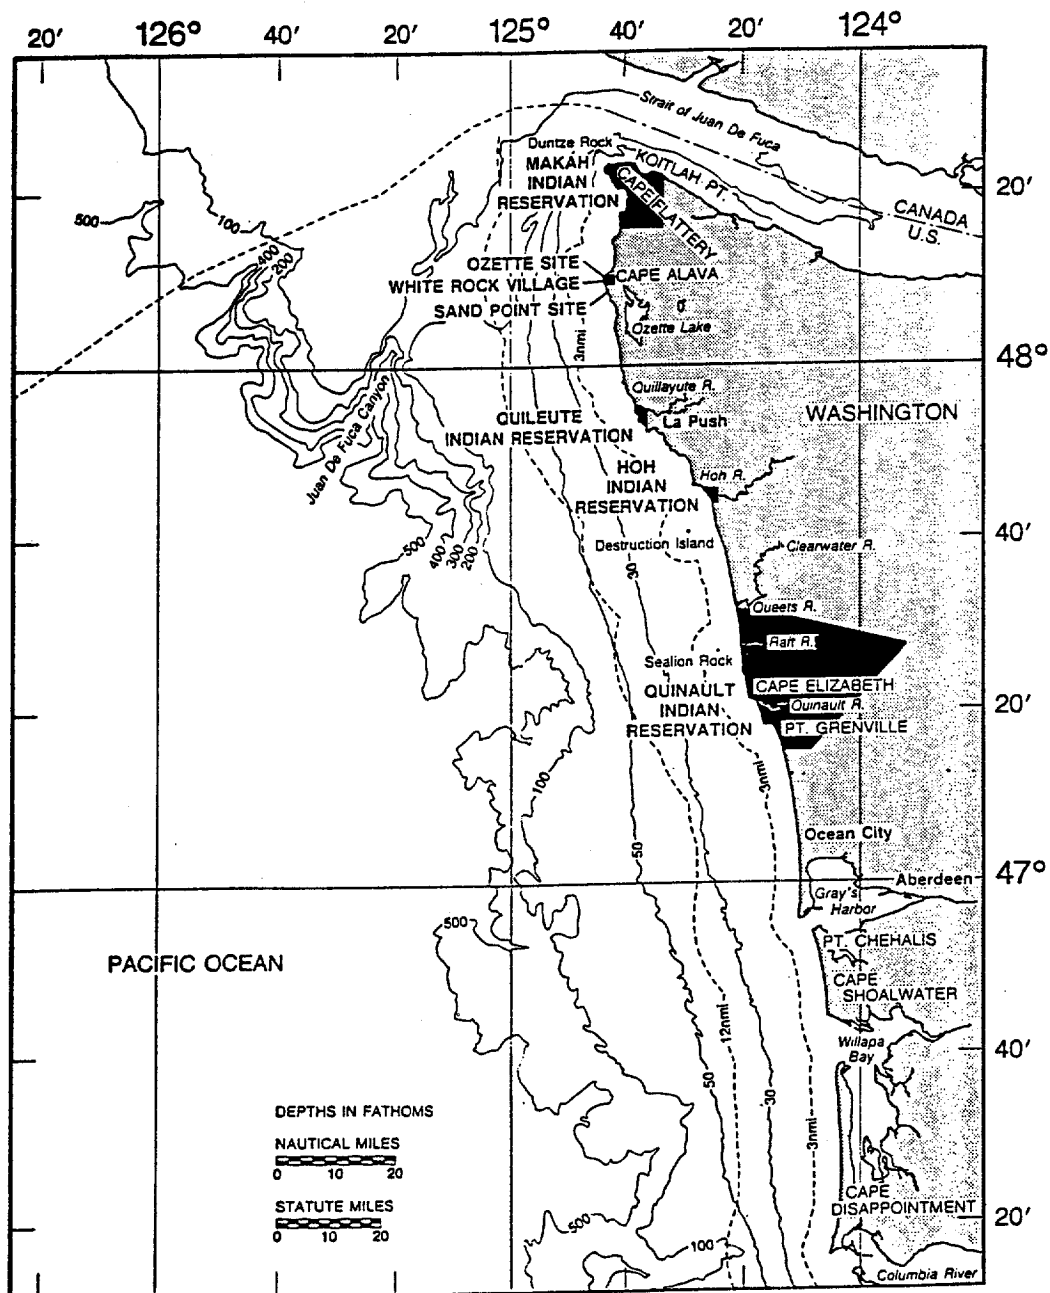 20′ 126° 40′ 20′ 125° 40′ 20′ 124°
Strait of Juan De Fuca
Duntze Rock
MAKAH
INDIAN
RESERVATION
KOITLAH PT.
CAPE FLATTERY
20′
CANADA
U.S.
500
100
400
200
OZETTE SITE
CAPE ALAVA
WHITE ROCK VILLAGE
SAND POINT SITE
Ozette Lake
3nmi
48°
Quillayute R.
WASHINGTON
La Push
QUILEUTE
INDIAN RESERVATION
Juan De Fuca Canyon
HOH
INDIAN
RESERVATION
Hoh R.
40′
500
400
300
200
Destruction Island
30
Clearwater R.
Queets R.
Raft R.
Sealion Rock
CAPE ELIZABETH
QUINAULT
INDIAN
RESERVATION
Quinault R.
20′
PT. GRENVILLE
100
3nmi
50
Ocean City
47°
Aberdeen
Gray's
Harbor
500
PT. CHEHALIS
PACIFIC OCEAN
CAPE
SHOALWATER
12nmi
Willapa
Bay
40′
50
30
3nmi
DEPTHS IN FATHOMS
NAUTICAL MILES
0 10 20
STATUTE MILES
0 10 20
CAPE
DISAPPOINTMENT
500
20′
100
Columbia River